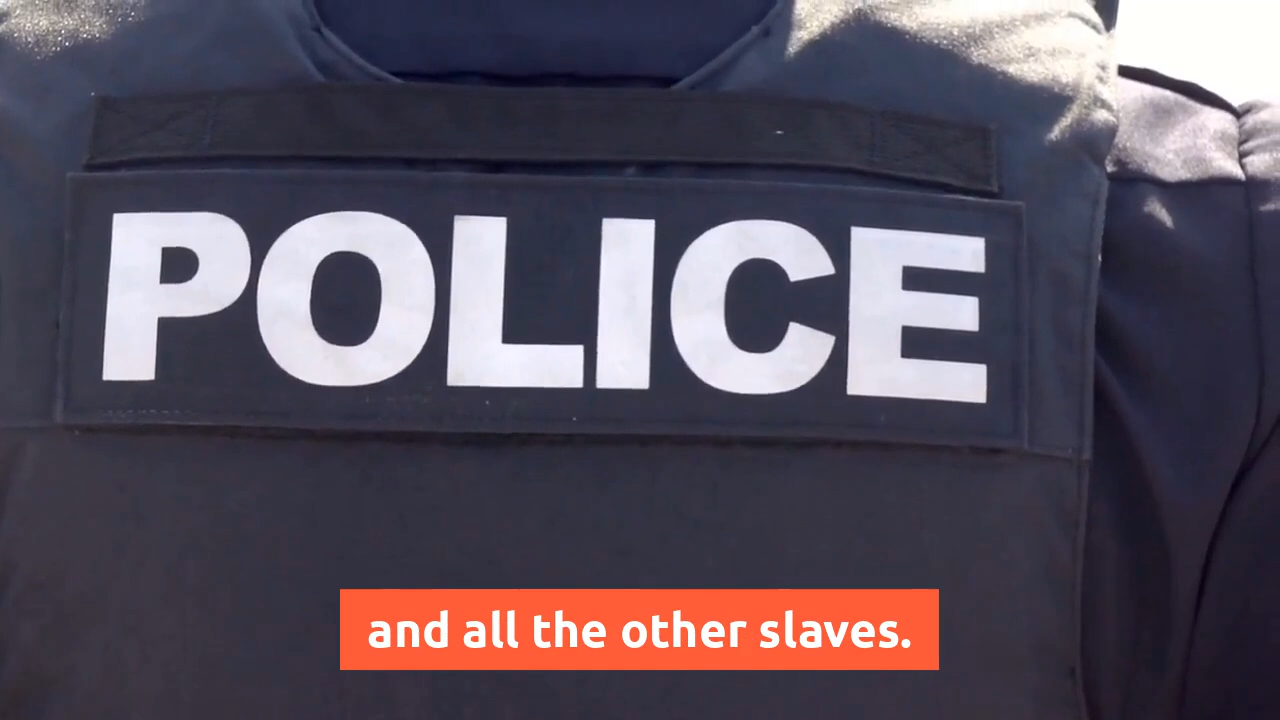 POLICE
and all the other slaves.